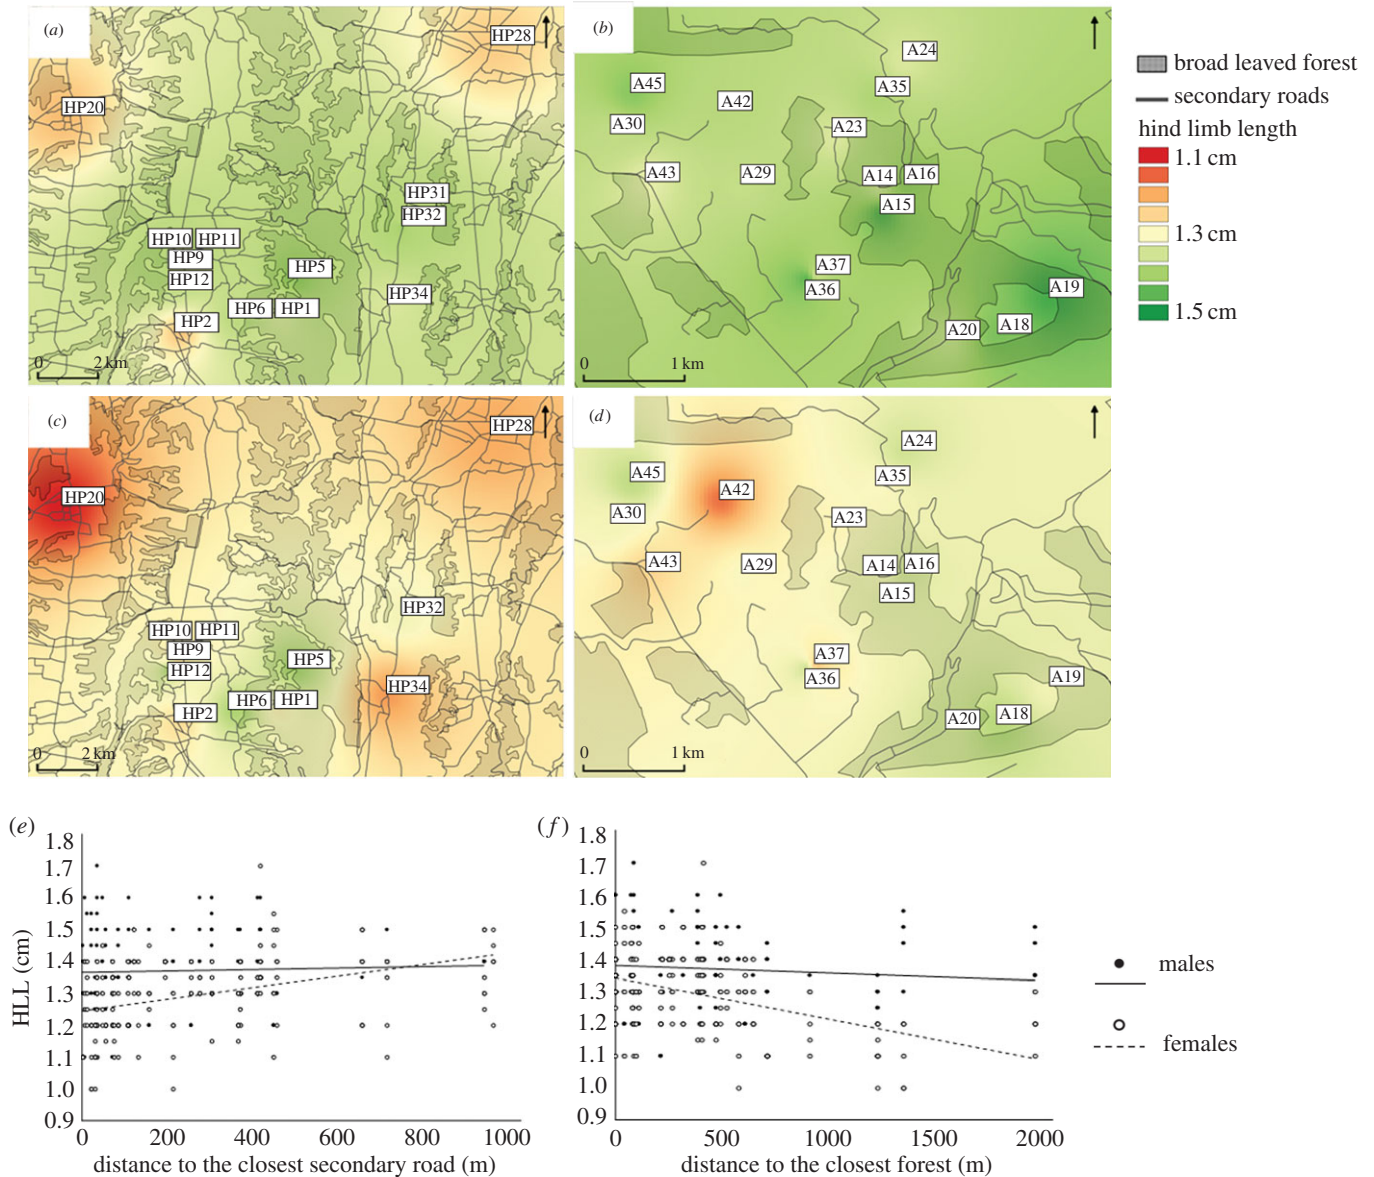 (a)
HP28
HP20
HP31
HP32
HP10 HP11
HP9
HP5
HP12
HP34
HP6 HP1
HP2
0 2 km
(b)
A24
A45
A35
A42
A30
A23
A43
A29
A14 A16
A15
A37
A36
A19
A18
A20
0 1 km
broad leaved forest
secondary roads
hind limb length
1.1 cm
1.3 cm
1.5 cm
(c)
HP28
HP20
HP32
HP10 HP11
HP9
HP5
HP12
HP34
HP6 HP1
HP2
0 2 km
(d)
A24
A45
A35
A42
A30
A23
A43
A29
A14 A16
A15
A37
A36
A19
A18
A20
0 1 km
(e)
HLL (cm)
1.8
1.7
1.6
1.5
1.4
1.3
1.2
1.1
1.0
0.9
0 200 400 600 800 1000
distance to the closest secondary road (m)
(f)
1.8
1.7
1.6
1.5
1.4
1.3
1.2
1.1
1.0
0.9
0 500 1000 1500 2000
distance to the closest forest (m)
males
females